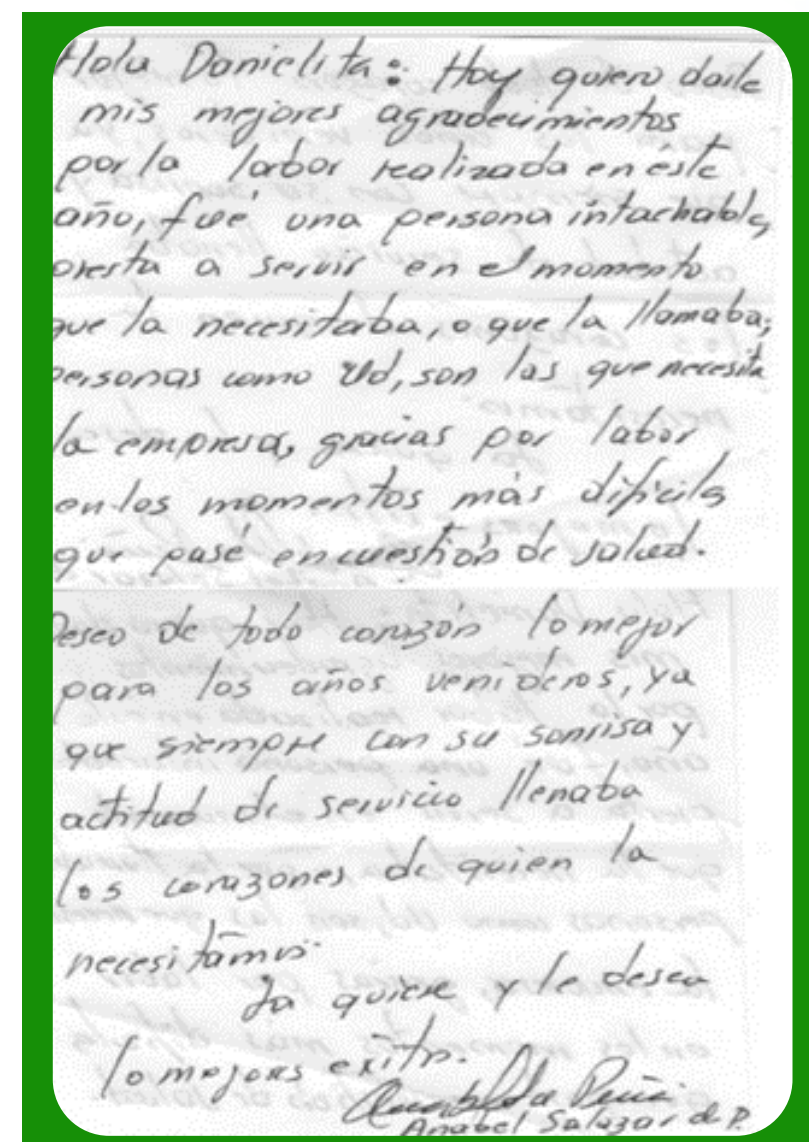 Hola Danielita: Hoy quiero darle
mis mejores agradecimientos
por la labor realizada en éste
año, fué una persona intachable,
presta a servir en el momento
que la necesitaba, o que la llamaba;
personas como Ud, son las que necesita
la empresa, gracias por labor
en los momentos más difíciles
que pasé en cuestión de salud.
Deseo de todo corazón lo mejor
para los años venideros, ya
que siempre con su sonrisa y
actitud de servicio llenaba
los corazones de quien la
necesitamos.
La quiere y le desea
lo mejores exitos.
Anabel Salazar de P.